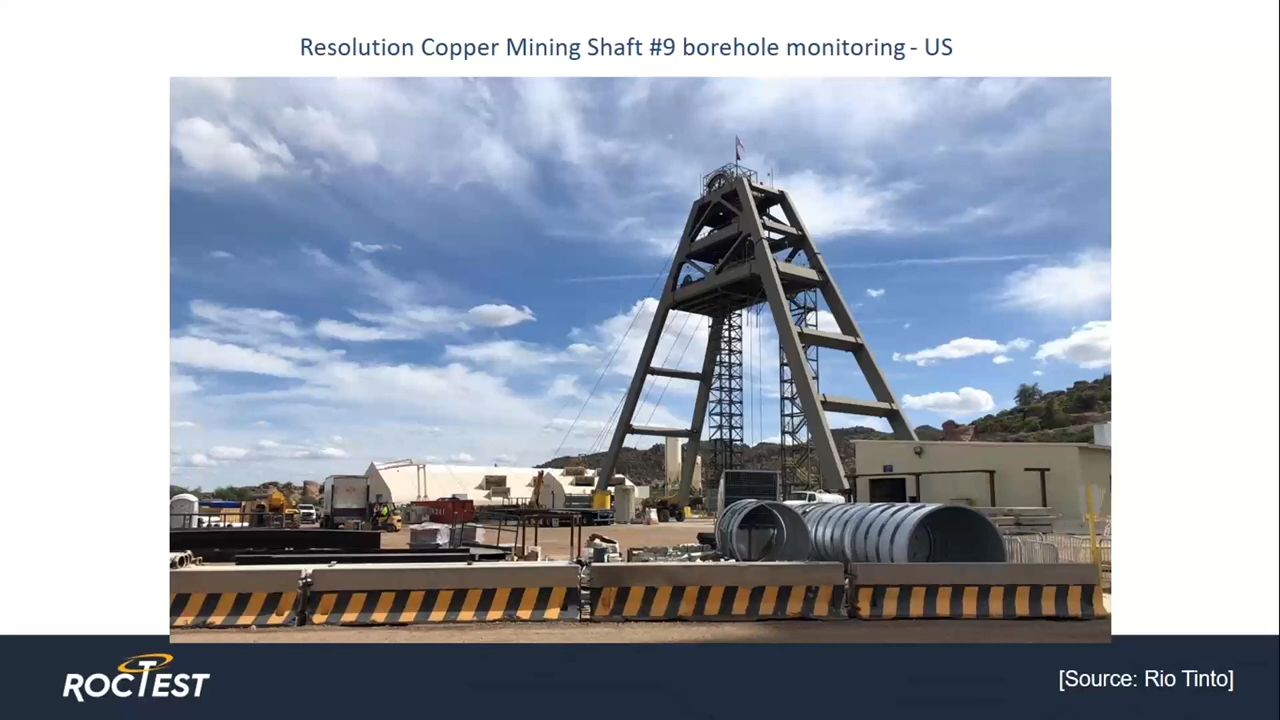 Resolution Copper Mining Shaft #9 borehole monitoring - US
ROCTEST
[Source: Rio Tinto]